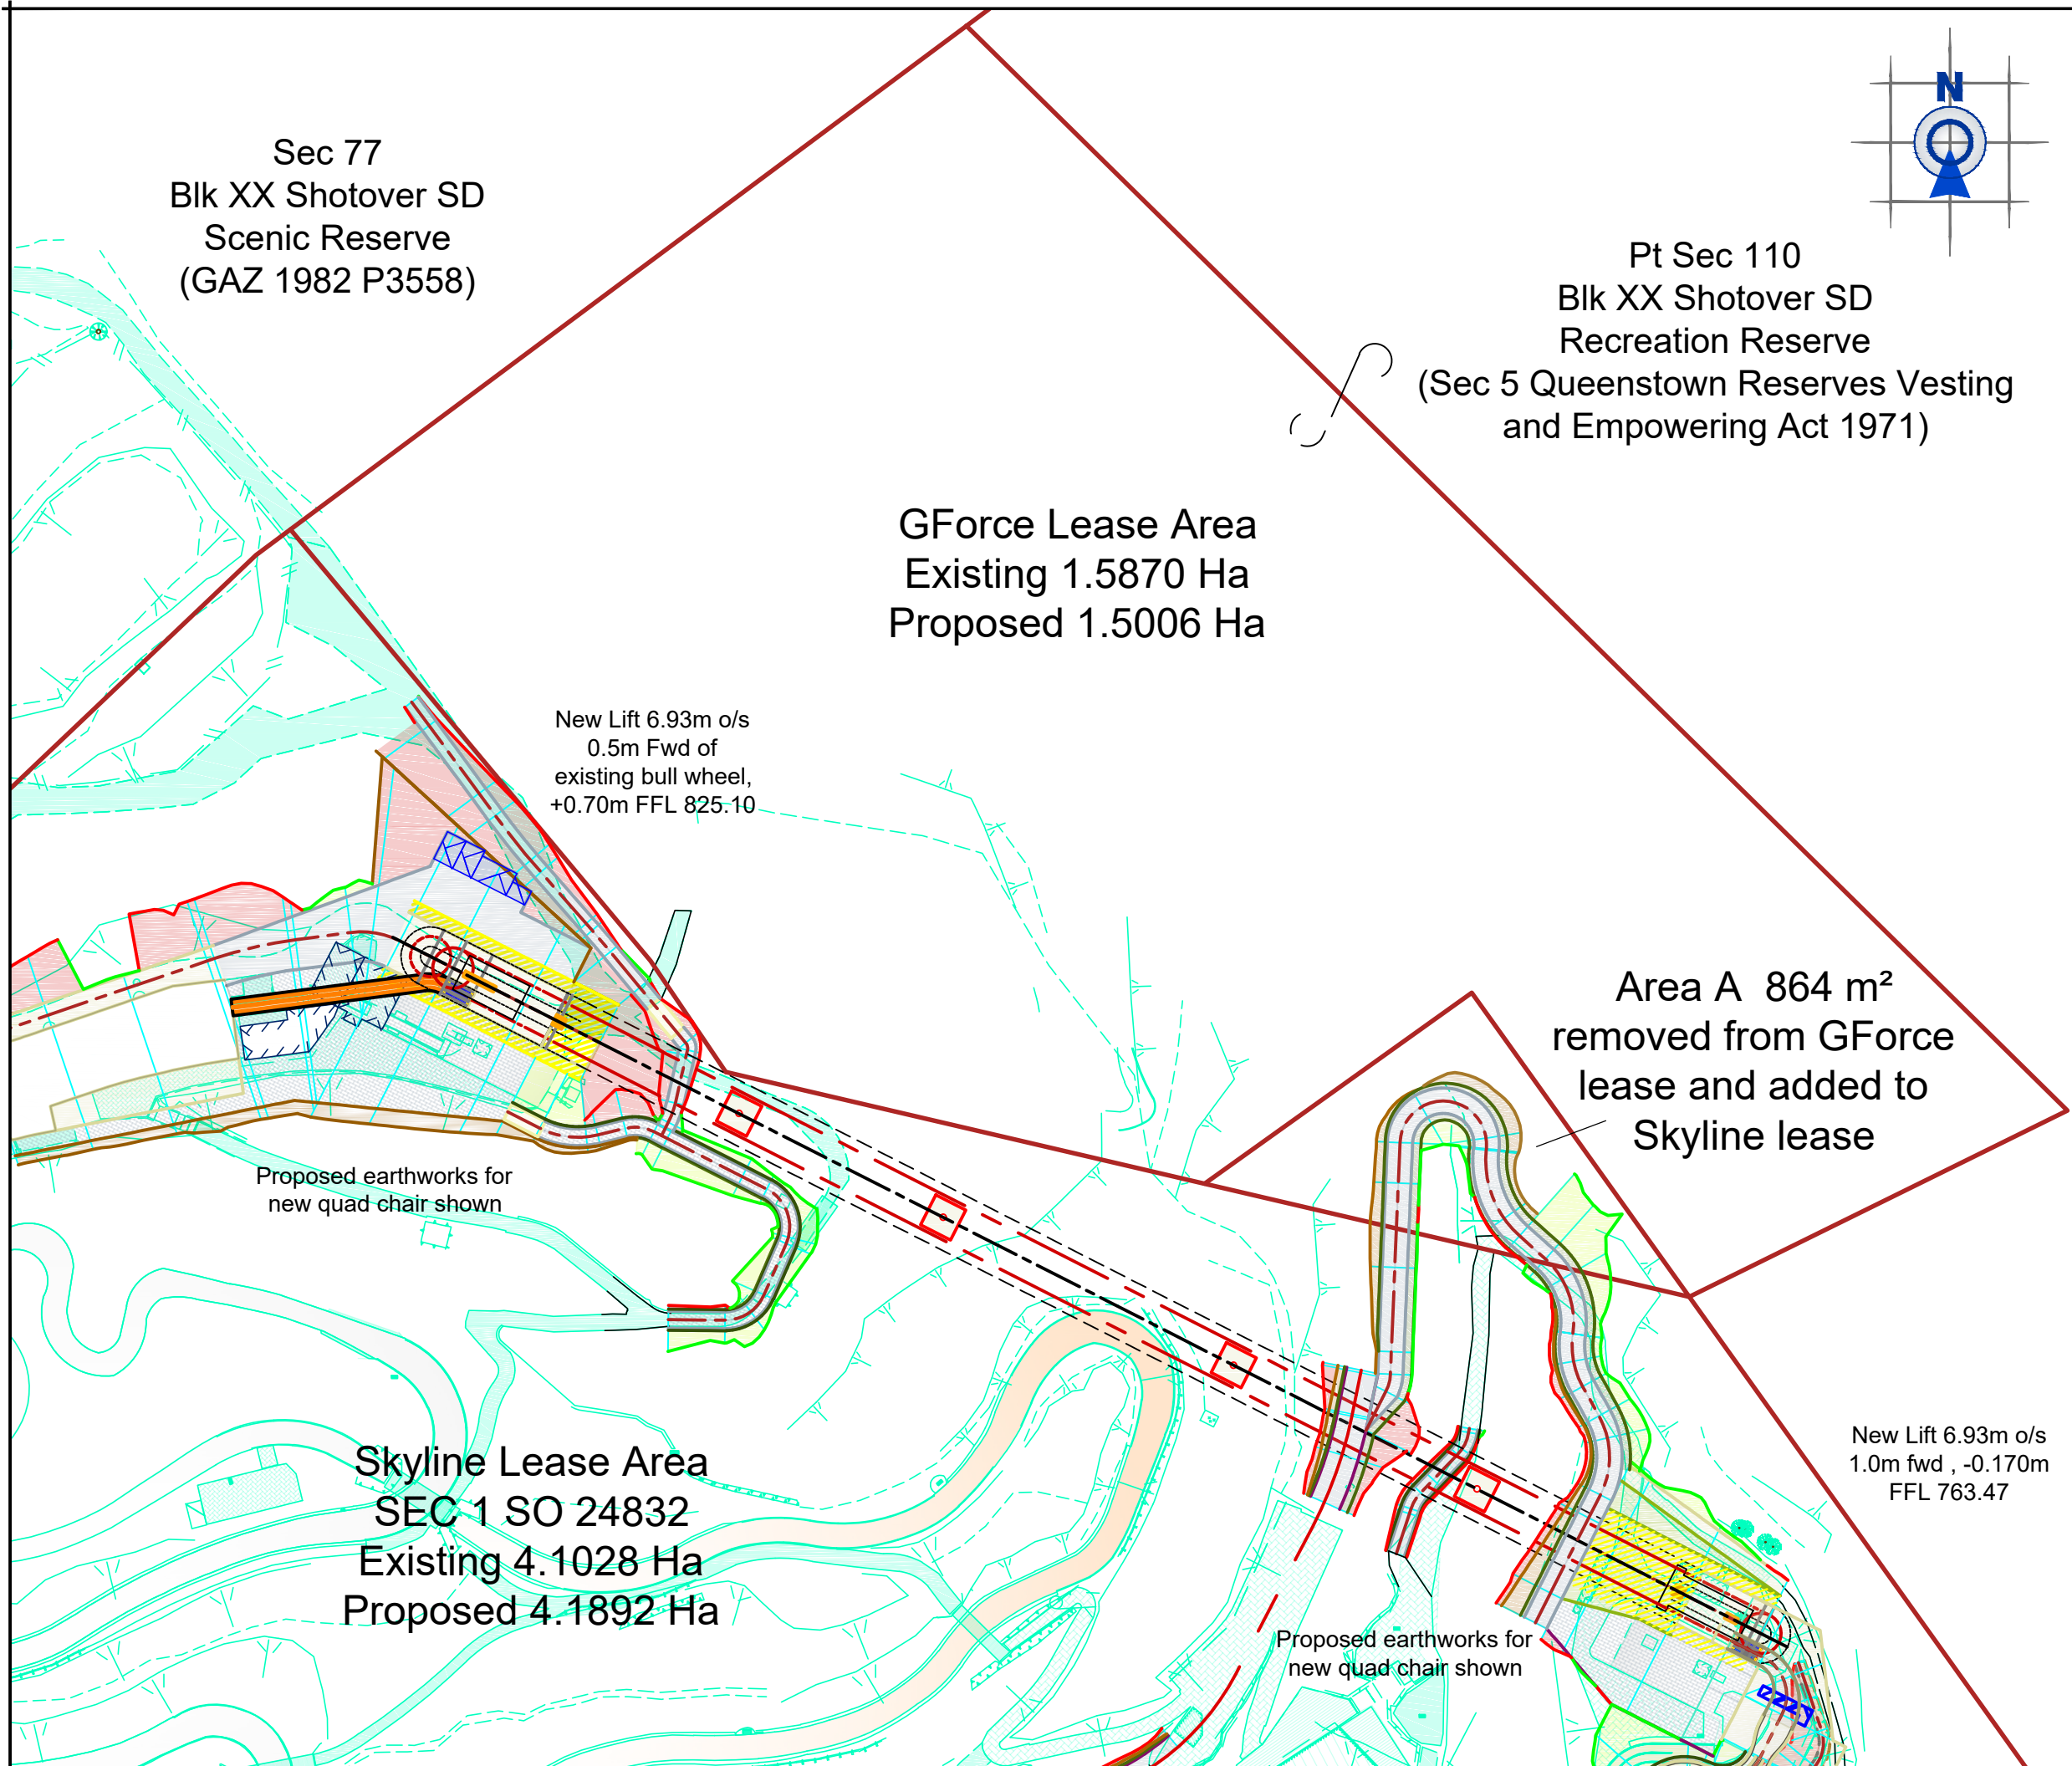 Sec 77
Blk XX Shotover SD
Scenic Reserve
(GAZ 1982 P3558)
N
Pt Sec 110
Blk XX Shotover SD
Recreation Reserve
(Sec 5 Queenstown Reserves Vesting
and Empowering Act 1971)
GForce Lease Area
Existing 1.5870 Ha
Proposed 1.5006 Ha
New Lift 6.93m o/s
0.5m Fwd of
existing bull wheel,
+0.70m FFL 825.10
Area A 864 m²
removed from GForce
lease and added to
Skyline lease
Proposed earthworks for
new quad chair shown
Skyline Lease Area
SEC 1 SO 24832
Existing 4.1028 Ha
Proposed 4.1892 Ha
New Lift 6.93m o/s
1.0m fwd , -0.170m
FFL 763.47
Proposed earthworks for
new quad chair shown